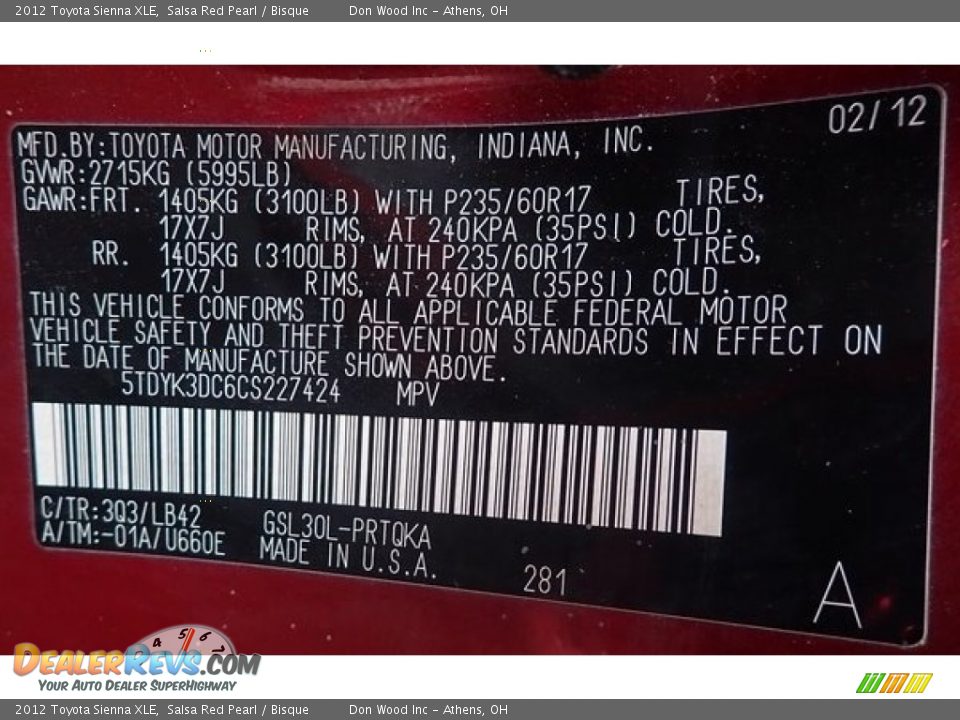 2012 Toyota Sienna XLE,  Salsa Red Pearl / Bisque          Don Wood Inc - Athens, OH
02/12
MFD.BY:TOYOTA MOTOR MANUFACTURING, INDIANA, INC.
GVWR:2715KG (5995LB)
GAWR:FRT. 1405KG (3100LB) WITH P235/60R17 TIRES,
17X7J RIMS, AT 240KPA (35PSI) COLD.
RR. 1405KG (3100LB) WITH P235/60R17 TIRES,
17X7J RIMS, AT 240KPA (35PSI) COLD.
THIS VEHICLE CONFORMS TO ALL APPLICABLE FEDERAL MOTOR
VEHICLE SAFETY AND THEFT PREVENTION STANDARDS IN EFFECT ON
THE DATE OF MANUFACTURE SHOWN ABOVE.
5TDYK3DC6CS227424 MPV
C/TR:3Q3/LB42 GSL30L-PRTQKA
A/TM:-01A/U660E MADE IN U.S.A.
281
A
4 5 6 7
DEALERREVS.COM
YOUR AUTO DEALER SUPERHIGHWAY
2012 Toyota Sienna XLE,  Salsa Red Pearl / Bisque          Don Wood Inc - Athens, OH